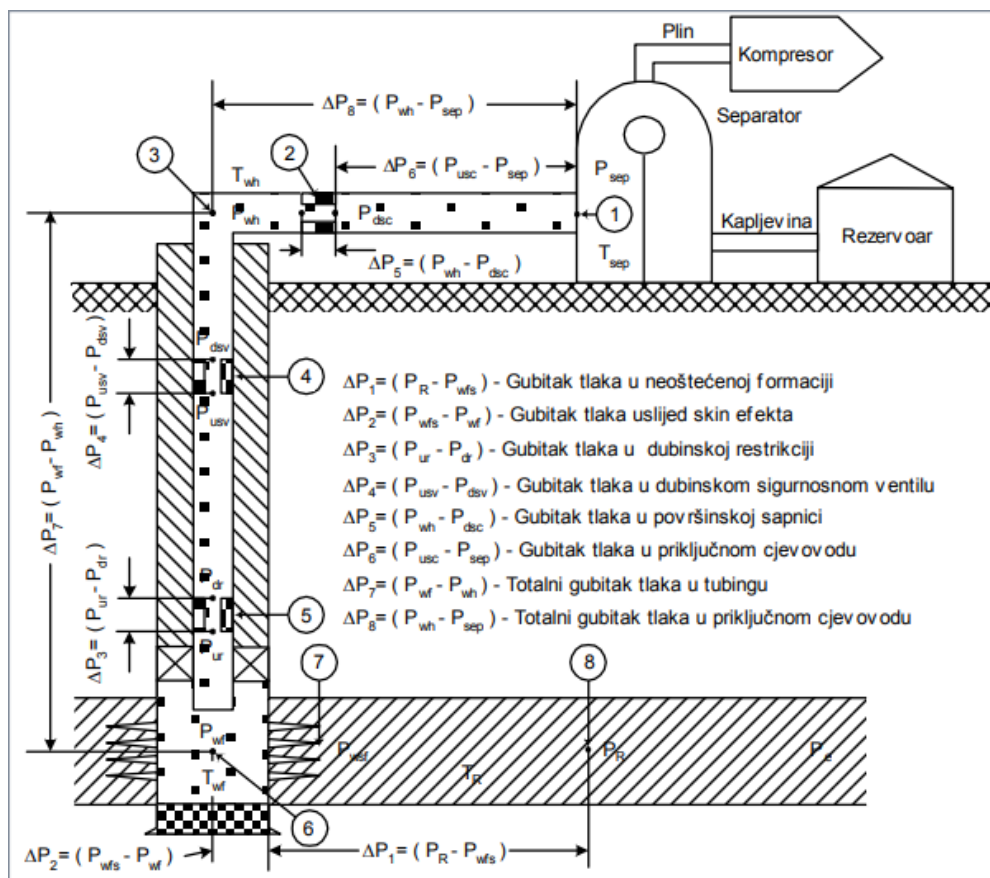 Plin
Kompresor
ΔP8= ( Pwh - Psep )
Separator
3
2
ΔP6= ( Pusc - Psep )
Twh
Psep
Pwh
Pdsc
1
Kapljevina
Rezervoar
Tsep
ΔP5= ( Pwh - Pdsc )
ΔP7= ( Pwf - Pwh )
ΔP4= ( Pusv - Pdsv )
Pdsv
4
Pusv
ΔP1= ( PR - Pwfs ) - Gubitak tlaka u neoštećenoj formaciji
ΔP2= ( Pwfs - Pwf ) - Gubitak tlaka uslijed skin efekta
ΔP3= ( Pur - Pdr ) - Gubitak tlaka u dubinskoj restrikciji
ΔP4= ( Pusv - Pdsv ) - Gubitak tlaka u dubinskom sigurnosnom ventilu
ΔP5= ( Pwh - Pdsc ) - Gubitak tlaka u površinskoj sapnici
ΔP6= ( Pusc - Psep ) - Gubitak tlaka u priključnom cjevovodu
ΔP7= ( Pwf - Pwh ) - Totalni gubitak tlaka u tubingu
ΔP8= ( Pwh - Psep ) - Totalni gubitak tlaka u priključnom cjevovodu
ΔP3= ( Pur - Pdr )
Pdr
5
Pur
7
8
Pwf
Pwsf
PR
Pe
Twf
TR
6
ΔP2= ( Pwfs - Pwf )
ΔP1= ( PR - Pwfs )